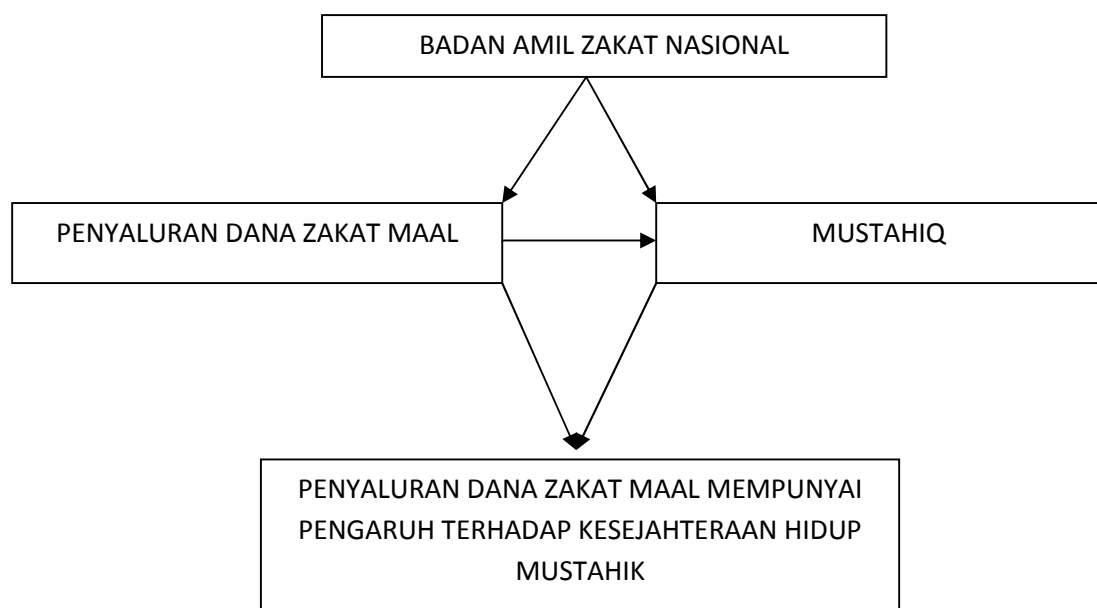 BADAN AMIL ZAKAT NASIONAL
PENYALURAN DANA ZAKAT MAAL
MUSTAHIQ
PENYALURAN DANA ZAKAT MAAL MEMPUNYAI
PENGARUH TERHADAP KESEJAHTERAAN HIDUP
MUSTAHIK